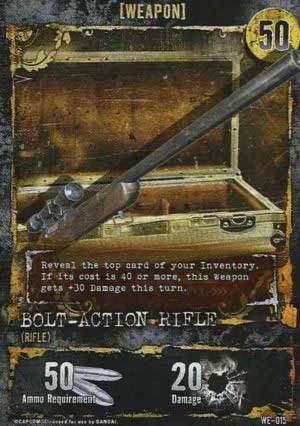 [WEAPON]
50
Reveal the top card of your Inventory.
If its cost is 40 or more, this Weapon
gets +30 Damage this turn.
BOLT-ACTION RIFLE
(RIFLE)
50
Ammo Requirement
20
Damage
©CAPCOM Licensed for use by BANDAI.
WE-015